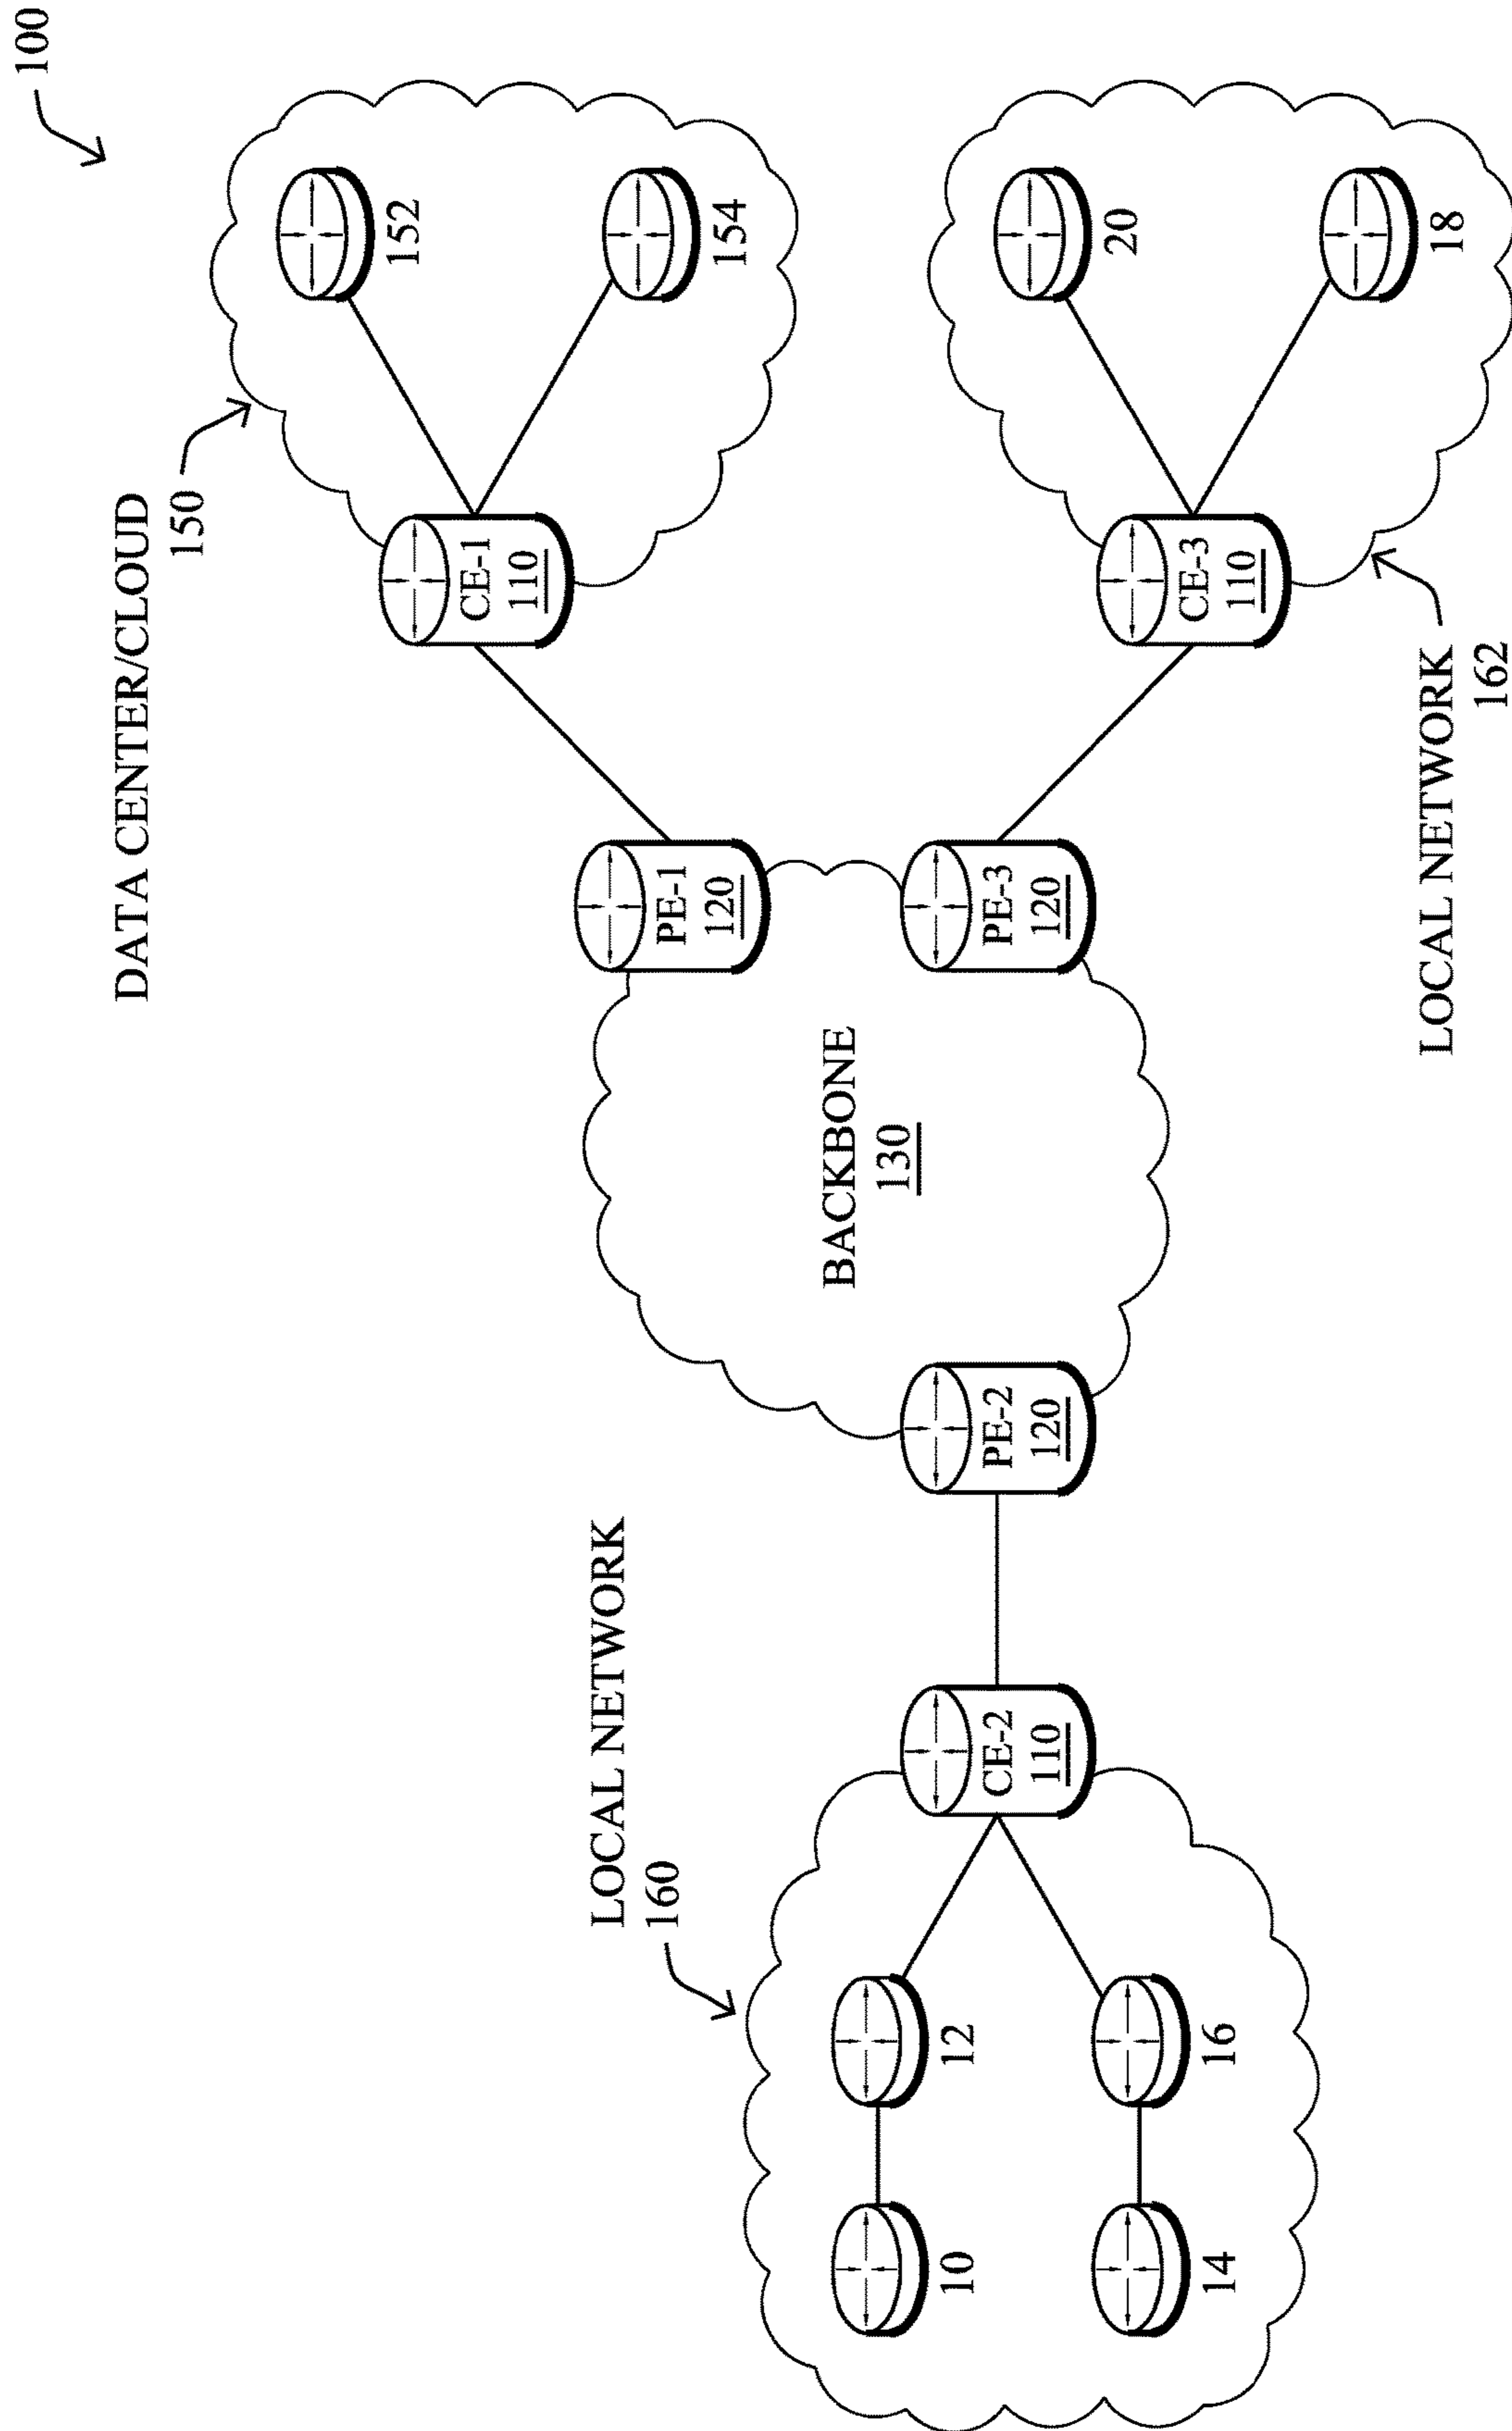 100
DATA CENTER/CLOUD
150
152
CE-1
110
154
PE-1
120
LOCAL NETWORK
160
BACKBONE
130
10
12
CE-2
110
PE-2
120
PE-3
120
20
CE-3
110
14
16
18
LOCAL NETWORK
162